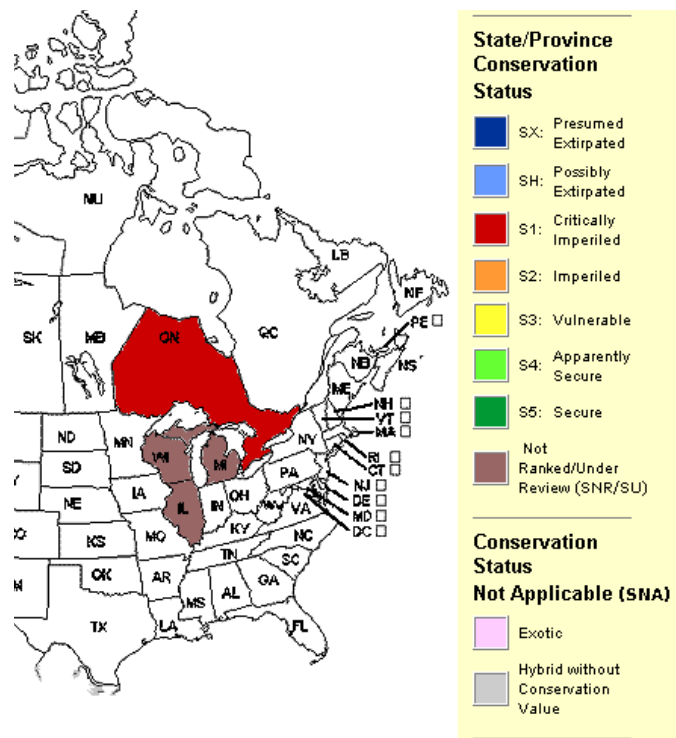 NU
LB
NF
SK
MB
ON
QC
PE
NB
NS
ME
NH
VT
MA
ND
MN
WI
MI
NY
RI
CT
SD
PA
NJ
IA
OH
DE
NE
IL
IN
WV
VA
MD
DC
KS
MO
KY
NC
TN
SC
OK
AR
MS
AL
GA
TX
LA
FL
State/Province
Conservation
Status
SX: Presumed
Extirpated
SH: Possibly
Extirpated
S1: Critically
Imperiled
S2: Imperiled
S3: Vulnerable
S4: Apparently
Secure
S5: Secure
Not
Ranked/Under
Review (SNR/SU)
Conservation
Status
Not Applicable (SNA)
Exotic
Hybrid without
Conservation
Value